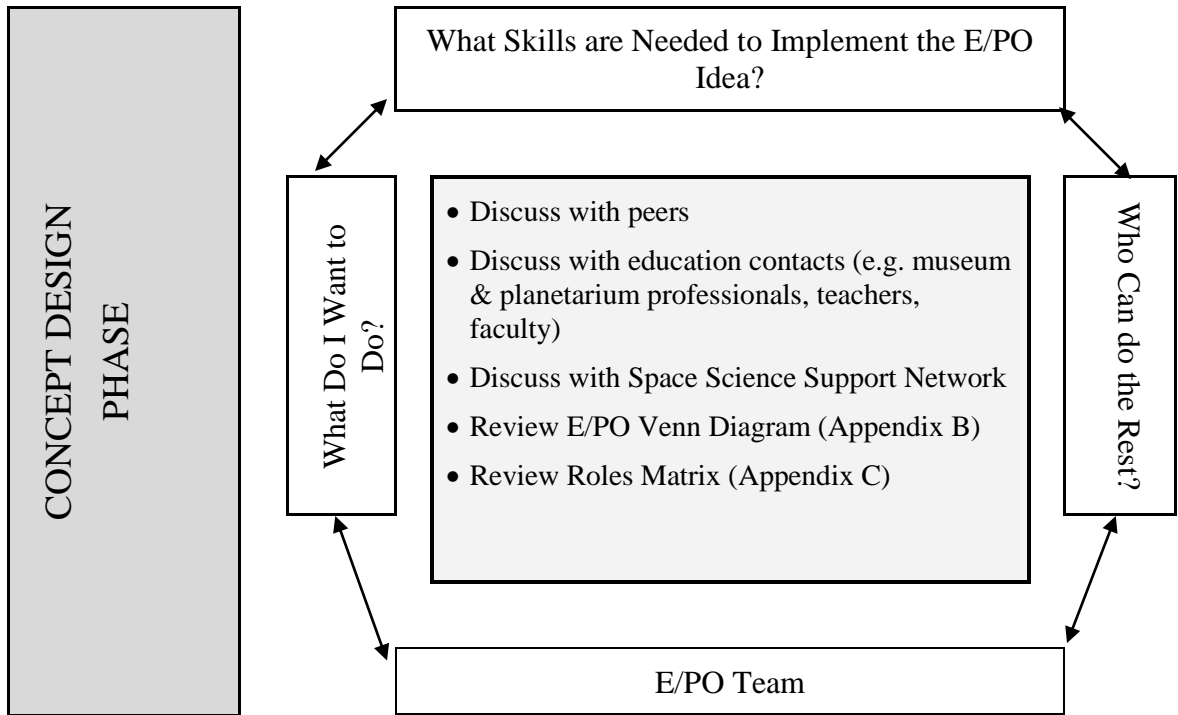 What Skills are Needed to Implement the E/PO
Idea?
CONCEPT DESIGN
PHASE
What Do I Want to
Do?
• Discuss with peers
• Discuss with education contacts (e.g. museum
& planetarium professionals, teachers,
faculty)
• Discuss with Space Science Support Network
• Review E/PO Venn Diagram (Appendix B)
• Review Roles Matrix (Appendix C)
Who Can do the Rest?
E/PO Team